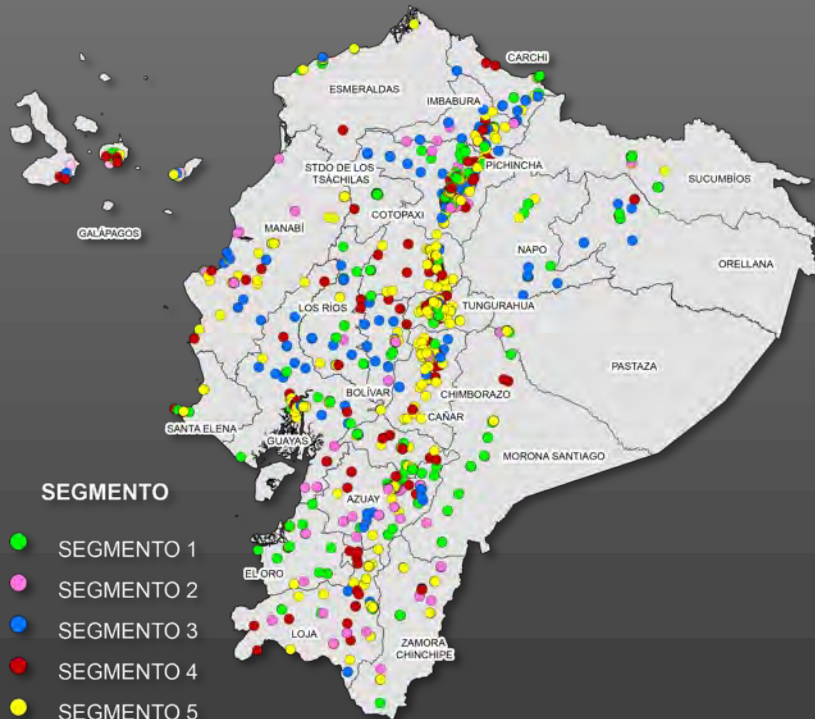 CARCHI
ESMERALDAS
IMBABURA
PICHINCHA
STDO DE LOS
TSÁCHILAS
SUCUMBÍOS
COTOPAXI
MANABÍ
GALÁPAGOS
NAPO
ORELLANA
LOS RÍOS
TUNGURAHUA
PASTAZA
BOLÍVAR
CHIMBORAZO
CAÑAR
SANTA ELENA
GUAYAS
MORONA SANTIAGO
SEGMENTO
AZUAY
SEGMENTO 1
EL ORO
SEGMENTO 2
SEGMENTO 3
LOJA
ZAMORA
CHINCHIPE
SEGMENTO 4
SEGMENTO 5